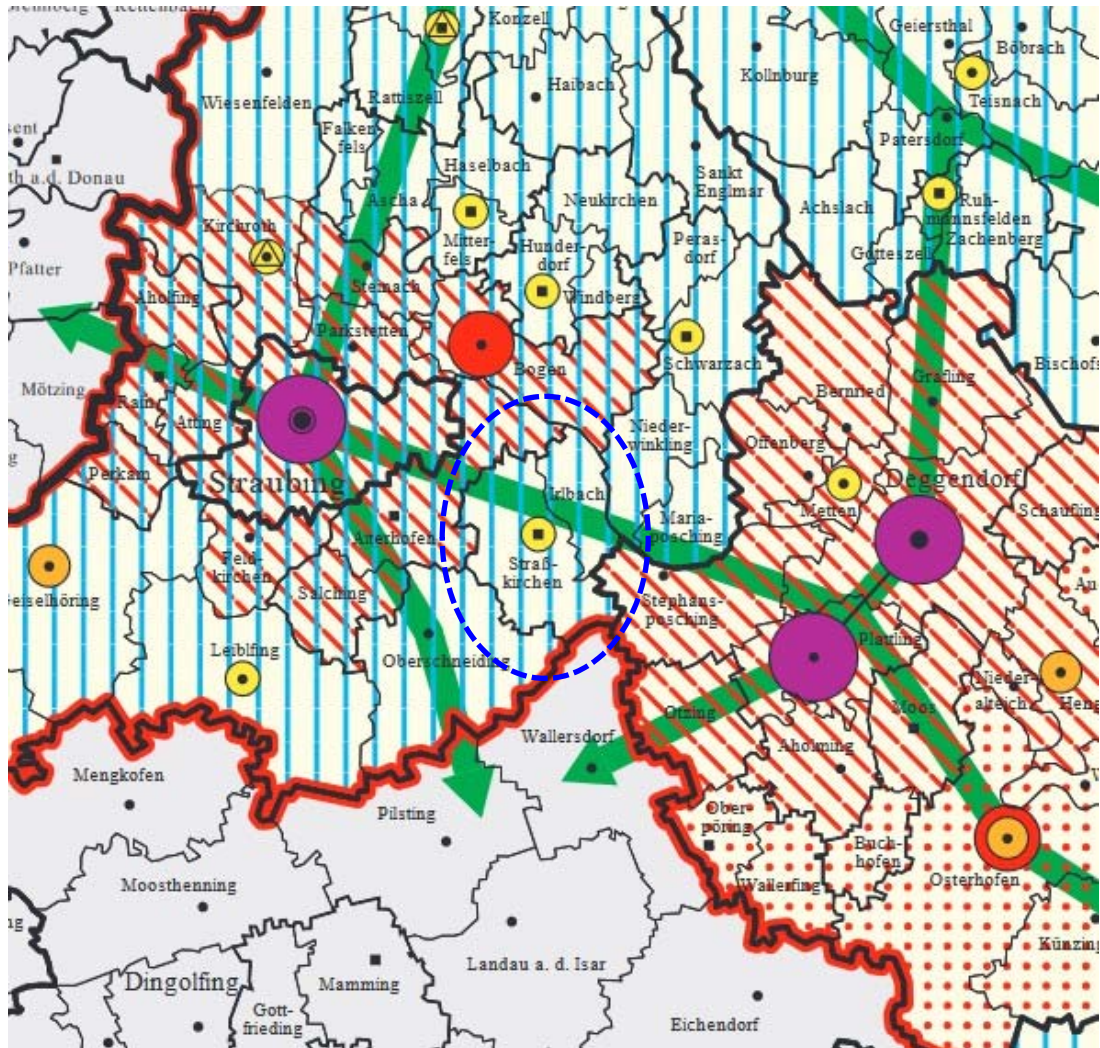 Konzell
Geiersthal
Böbrach
Kollnburg
Haibach
Wiesenfelden
Rattiszell
Teisnach
Falken
fels
Patersdorf
Haselbach
th a.d. Donau
Sankt
Englmar
Neukirchen
Ascha
Achslach
Ruh-
mannsfelden
Zachenberg
Kirchroth
Mitter-
fels
Hunder-
dorf
Peras-
dorf
Gotteszell
Pfatter
Steinach
Windberg
Aholfing
Parkstetten
Schwarzach
Bogen
Bischofs
Mötzing
Grafling
Bernried
Rain
Atting
Nieder-
winkling
Offenberg
Perkam
Straubing
Deggendorf
Irlbach
Metten
Schaufling
Maria-
posching
Aiterhofen
Feld-
kirchen
Straß-
kirchen
Salching
eiselhöring
Stephans-
posching
Plattling
Leiblfing
Oberschneiding
Nieder-
alteich
Heng
Otzing
Moos
Wallersdorf
Aholming
Mengkofen
Pilsting
Ober-
pöring
Buch-
hofen
Moosthenning
Wallerfing
Osterhofen
Künzing
Landau a. d. Isar
Dingolfing
Mamming
Gott-
frieding
Eichendorf